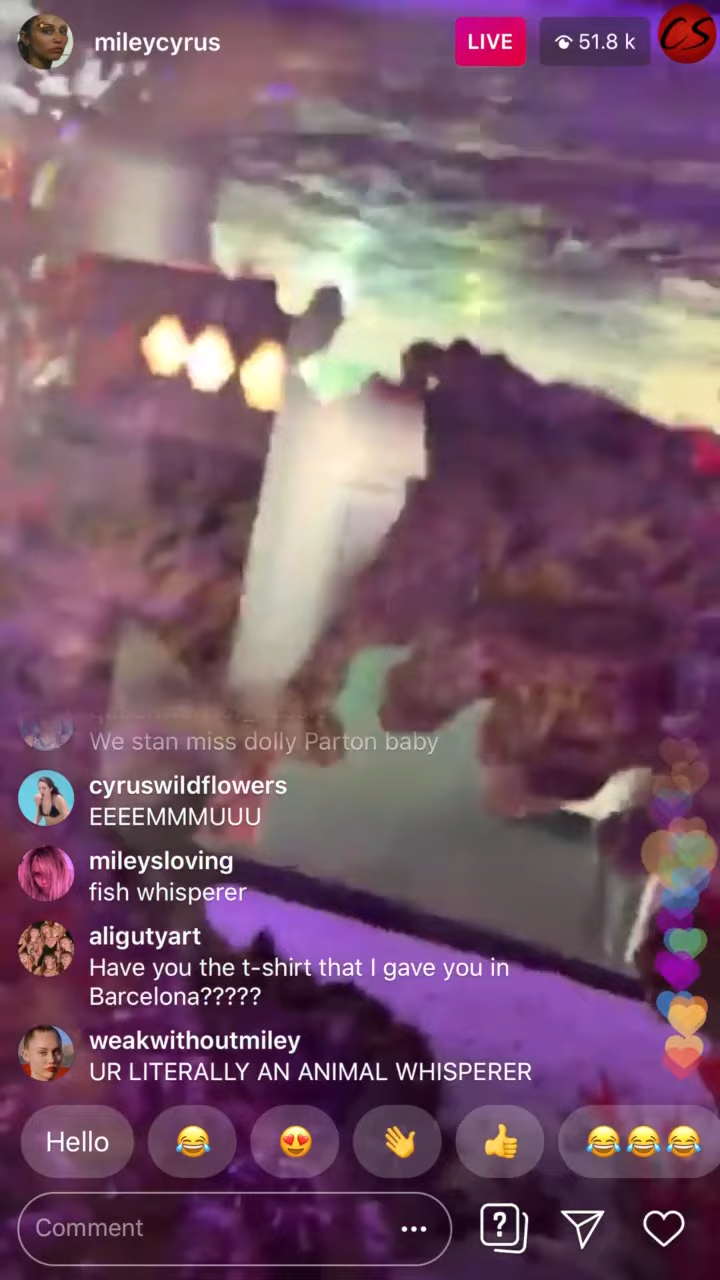 mileycyrus
LIVE
51.8 k
CS
We stan miss dolly Parton baby
cyruswildflowers
EEEEMMMUUU
mileysloving
fish whisperer
aligutyart
Have you the t-shirt that I gave you in
Barcelona?????
weakwithoutmiley
UR LITERALLY AN ANIMAL WHISPERER
Hello 😂 😍 👋 👍 😂😂😂
Comment